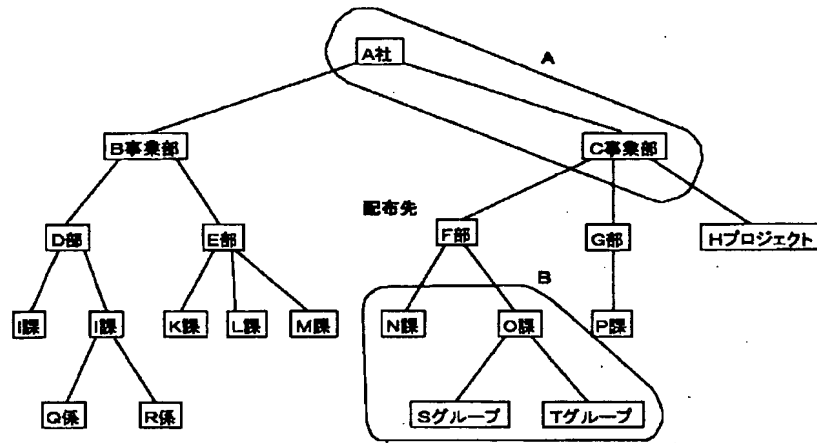 A社
A
B事業部
C事業部
配布先
D部
E部
F部
G部
Hプロジェクト
B
I課
I課
K課
L課
M課
N課
O課
P課
Q係
R係
Sグループ
Tグループ